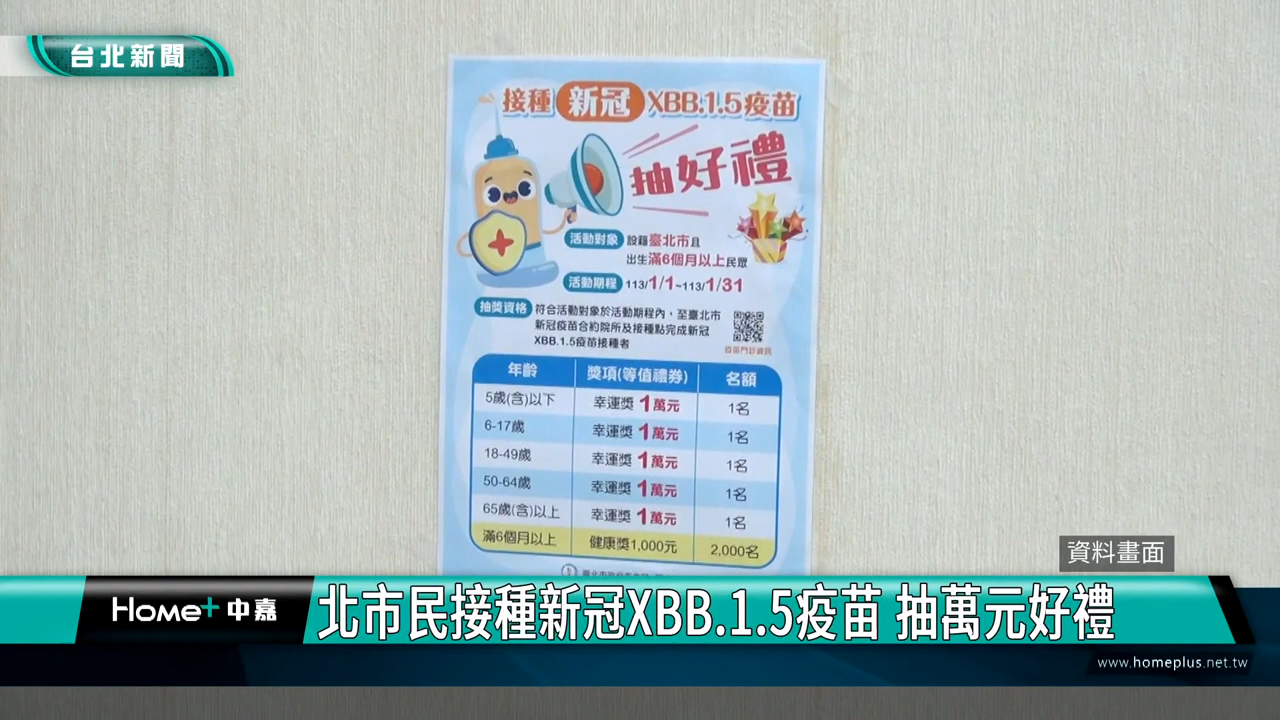 台北新聞
接種 新冠 XBB.1.5疫苗
抽好禮
活動對象 設籍臺北市且
出生滿6個月以上民眾
活動期程 113/1/1~113/1/31
抽獎資格 符合活動對象於活動期程內，至臺北市
新冠疫苗合約院所及接種點完成新冠
XBB.1.5疫苗接種者
疫苗門診資訊
年齡 獎項(等值禮券) 名額
5歲(含)以下 幸運獎 1萬元 1名
6-17歲 幸運獎 1萬元 1名
18-49歲 幸運獎 1萬元 1名
50-64歲 幸運獎 1萬元 1名
65歲(含)以上 幸運獎 1萬元 1名
滿6個月以上 健康獎1,000元 2,000名
資料畫面
Home+中嘉 北市民接種新冠XBB.1.5疫苗 抽萬元好禮
www.homeplus.net.tw